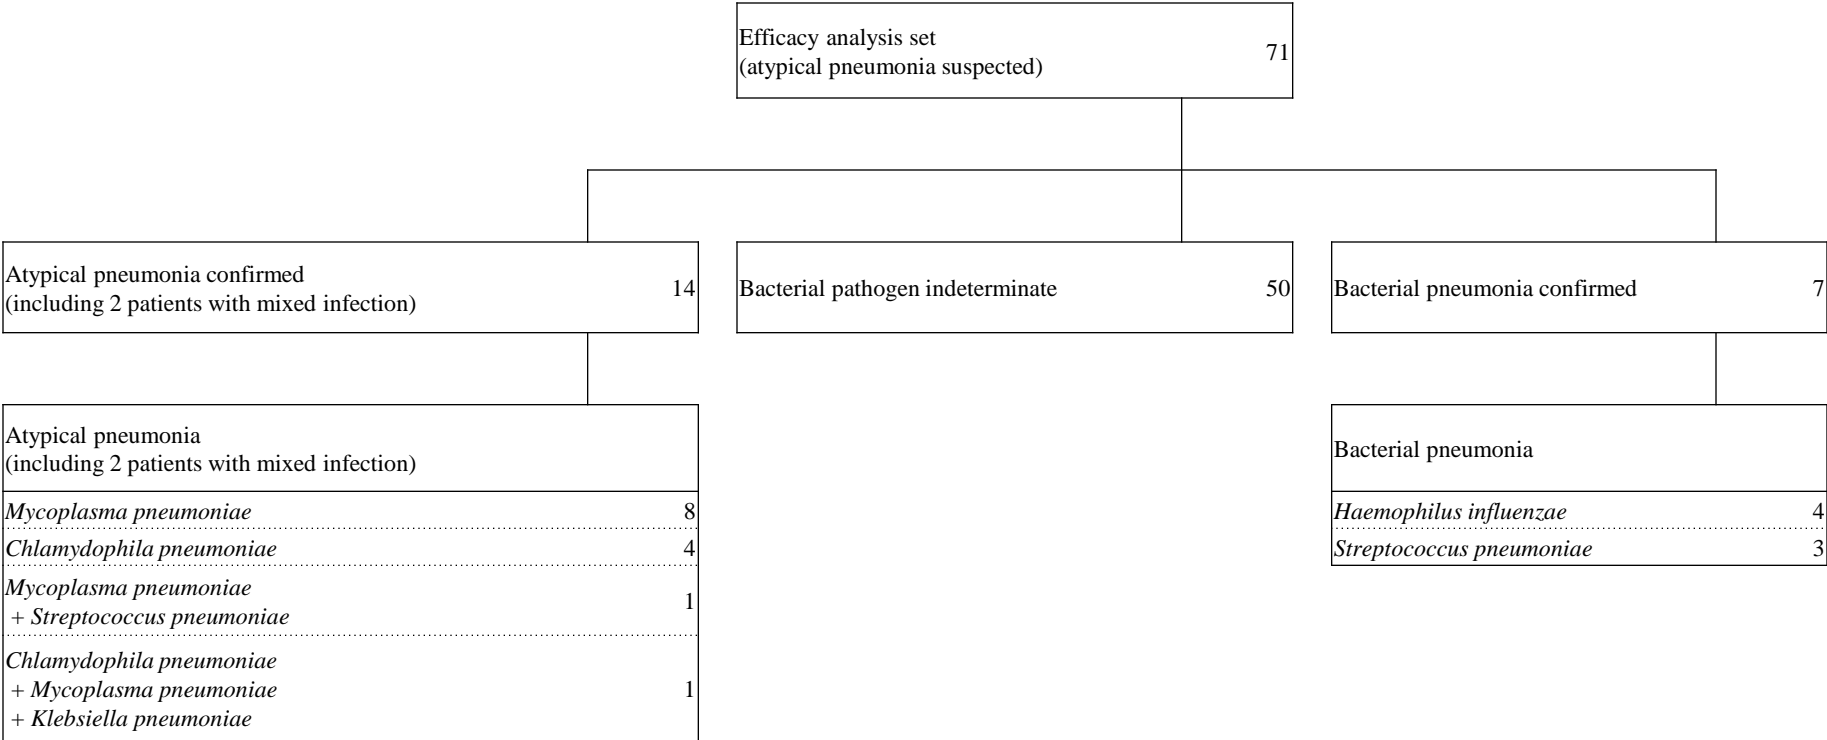 Efficacy analysis set
(atypical pneumonia suspected)
71
Atypical pneumonia confirmed
(including 2 patients with mixed infection)
14
Bacterial pathogen indeterminate
50
Bacterial pneumonia confirmed
7
Atypical pneumonia
(including 2 patients with mixed infection)
Mycoplasma pneumoniae
8
Chlamydophila pneumoniae
4
Mycoplasma pneumoniae
+ Streptococcus pneumoniae
1
Chlamydophila pneumoniae
+ Mycoplasma pneumoniae
+ Klebsiella pneumoniae
1
Bacterial pneumonia
Haemophilus influenzae
4
Streptococcus pneumoniae
3